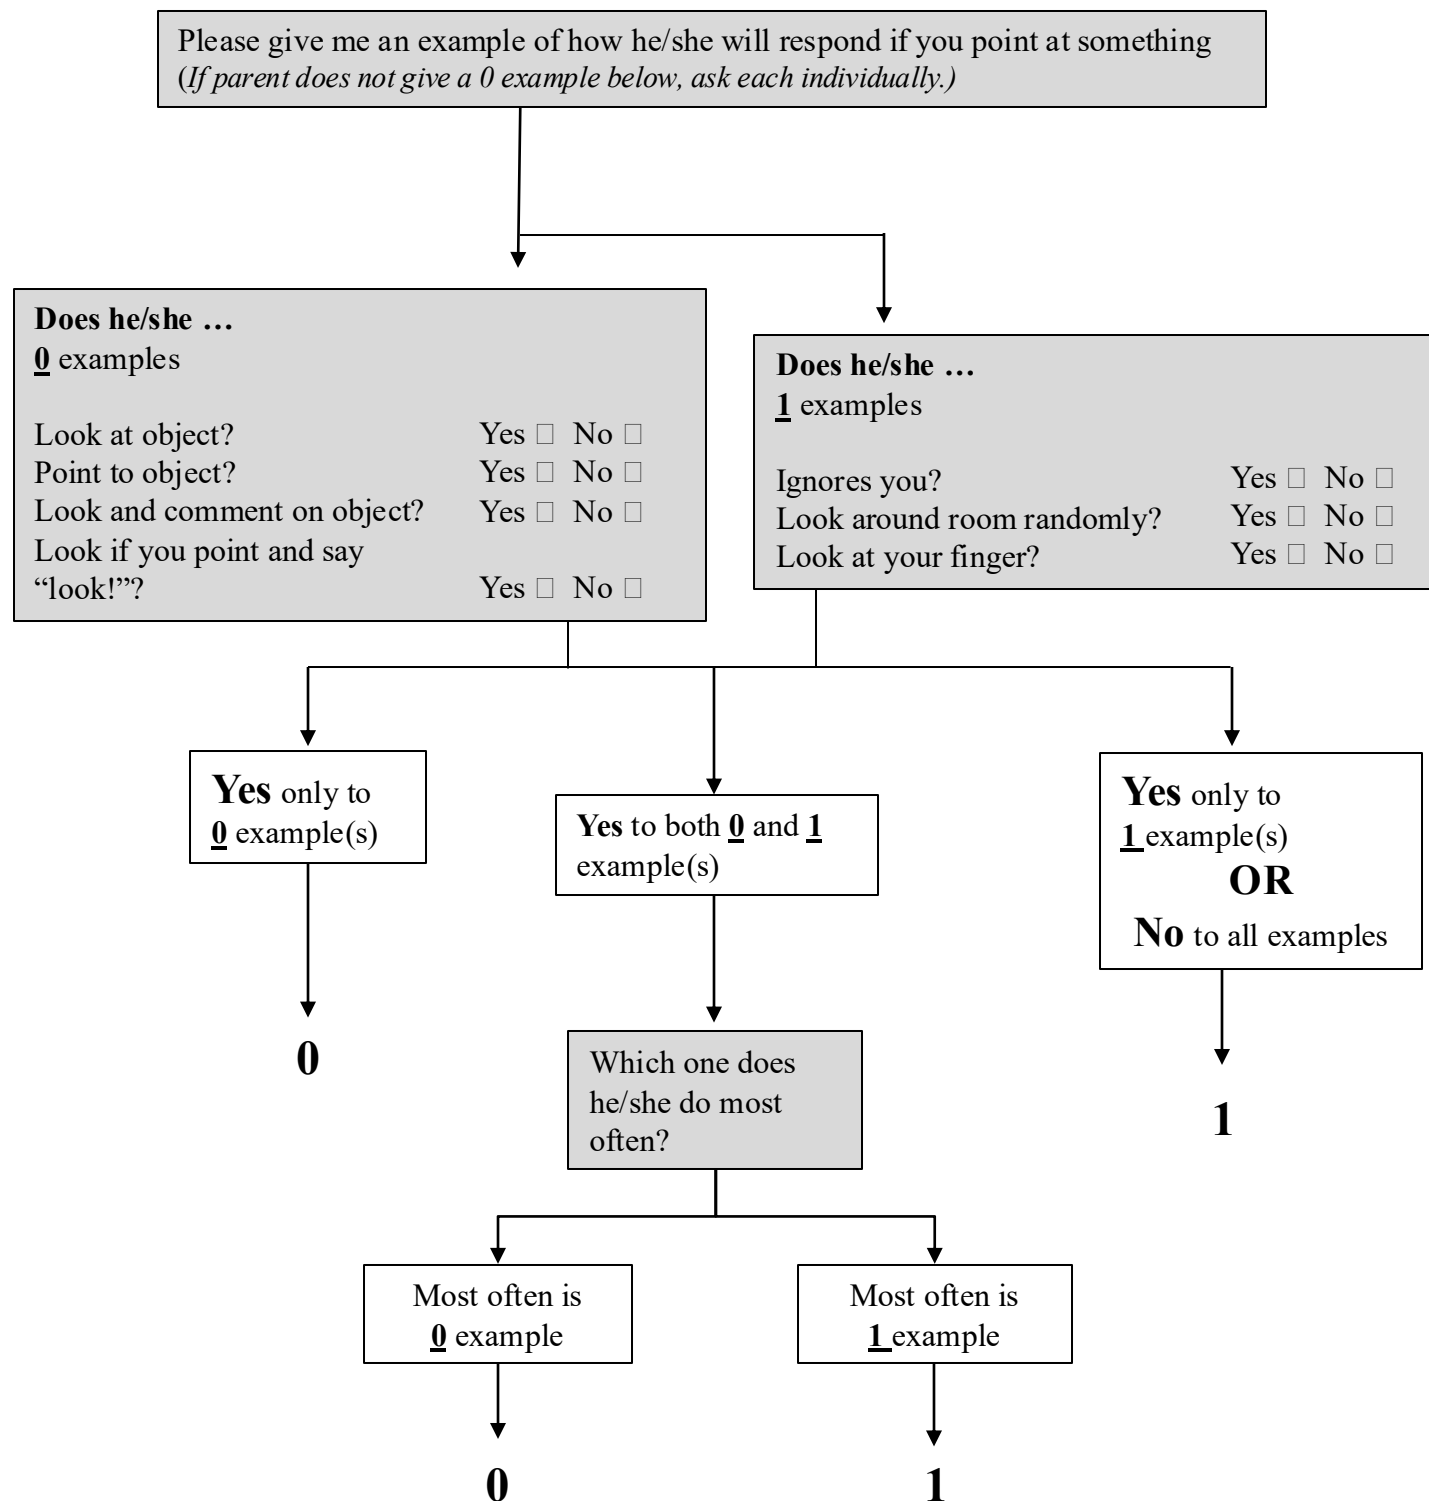 Please give me an example of how he/she will respond if you point at something
(If parent does not give a 0 example below, ask each individually.)
Does he/she …
0 examples
Look at object? Yes □ No □
Point to object? Yes □ No □
Look and comment on object? Yes □ No □
Look if you point and say
“look!”? Yes □ No □
Does he/she …
1 examples
Ignores you? Yes □ No □
Look around room randomly? Yes □ No □
Look at your finger? Yes □ No □
Yes only to
0 example(s)
Yes to both 0 and 1
example(s)
Yes only to
1 example(s)
OR
No to all examples
0
Which one does
he/she do most
often?
1
Most often is
0 example
Most often is
1 example
0
1